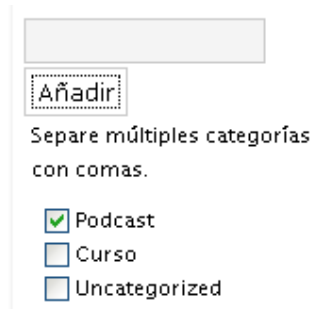 Añadir
Separe múltiples categorías
con comas.
Podcast
Curso
Uncategorized